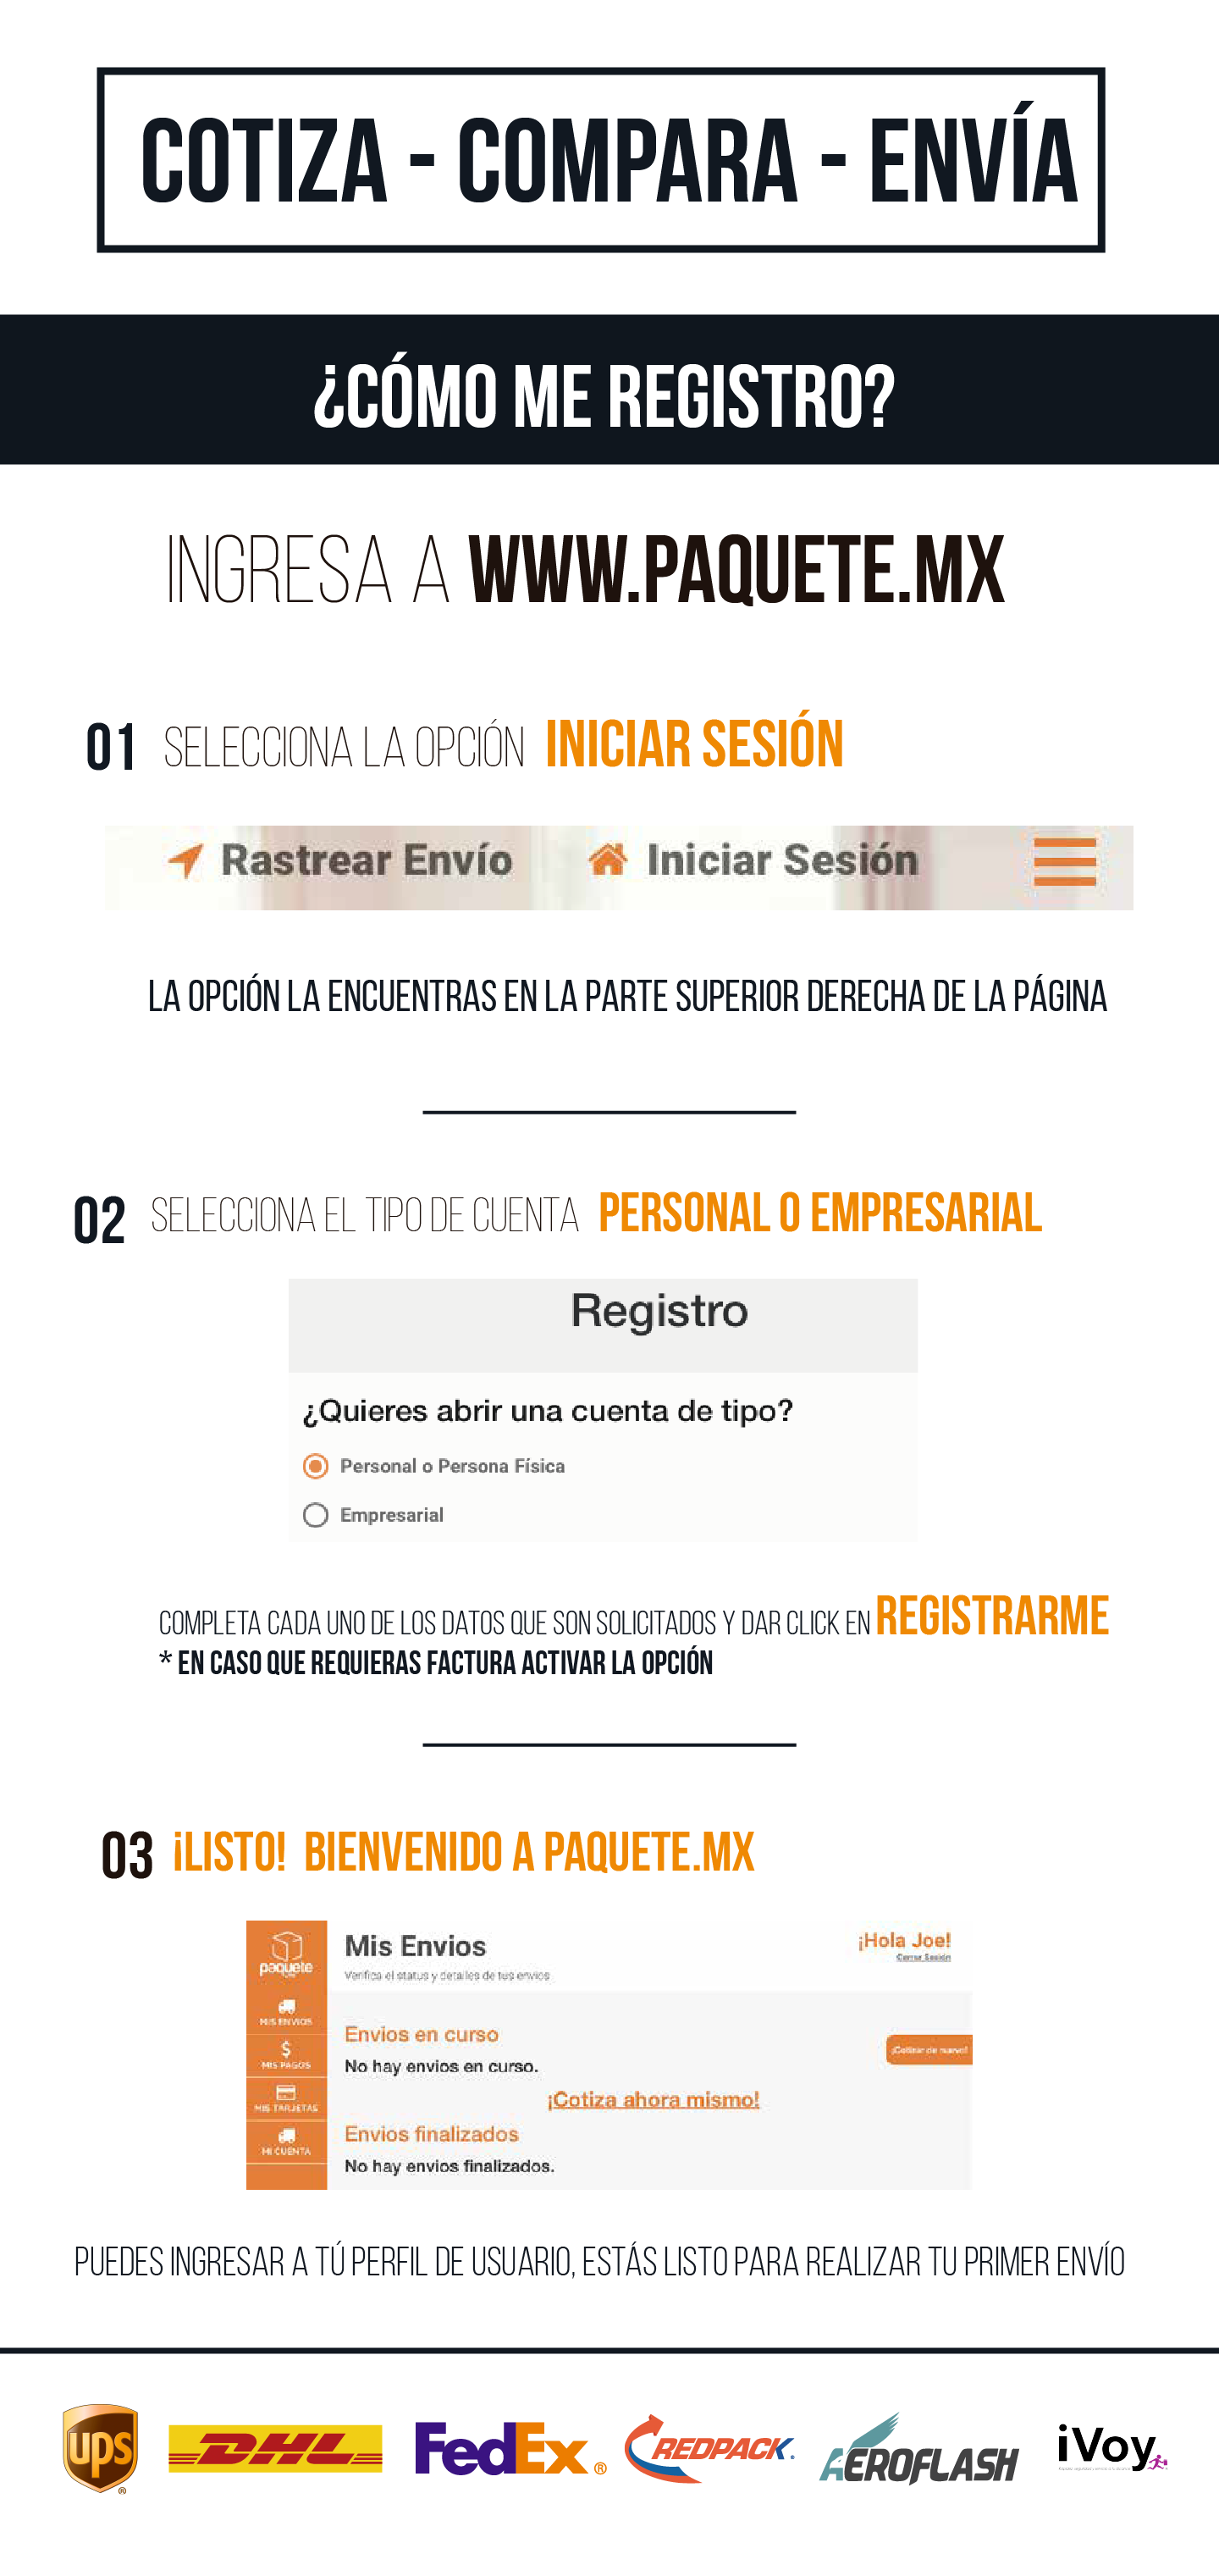 COTIZA - COMPARA - ENVÍA
¿CÓMO ME REGISTRO?
INGRESA A WWW.PAQUETE.MX
01 SELECCIONA LA OPCIÓN INICIAR SESIÓN
Rastrear Envío Iniciar Sesión
LA OPCIÓN LA ENCUENTRAS EN LA PARTE SUPERIOR DERECHA DE LA PÁGINA
02 SELECCIONA EL TIPO DE CUENTA PERSONAL O EMPRESARIAL
Registro
¿Quieres abrir una cuenta de tipo?
Personal o Persona Física
Empresarial
COMPLETA CADA UNO DE LOS DATOS QUE SON SOLICITADOS Y DAR CLICK EN REGISTRARME
* EN CASO QUE REQUIERAS FACTURA ACTIVAR LA OPCIÓN
03 ¡LISTO! BIENVENIDO A PAQUETE.MX
paquete
MIS ENVIOS
MIS PAGOS
MIS TARJETAS
MI CUENTA
Mis Envios
Verifica el status y detalles de tus envios
¡Hola Joe!
Cerrar Sesión
Envios en curso
No hay envios en curso.
¡Cotizar de nuevo!
¡Cotiza ahora mismo!
Envios finalizados
No hay envios finalizados.
PUEDES INGRESAR A TÚ PERFIL DE USUARIO, ESTÁS LISTO PARA REALIZAR TU PRIMER ENVÍO
ups ®
DHL
FedEx ®
REDPACK.
AEROFLASH
iVoy